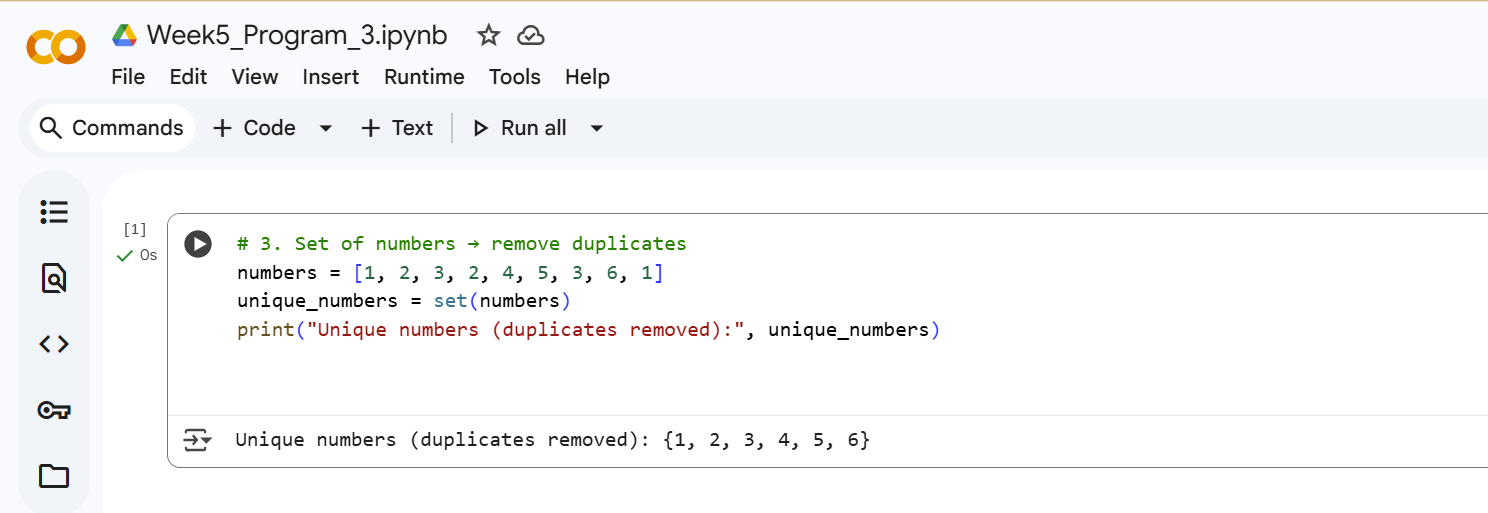 Week5_Program_3.ipynb
File Edit View Insert Runtime Tools Help
Commands + Code + Text Run all
[1]
0s
# 3. Set of numbers → remove duplicates
numbers = [1, 2, 3, 2, 4, 5, 3, 6, 1]
unique_numbers = set(numbers)
print("Unique numbers (duplicates removed):", unique_numbers)
Unique numbers (duplicates removed): {1, 2, 3, 4, 5, 6}